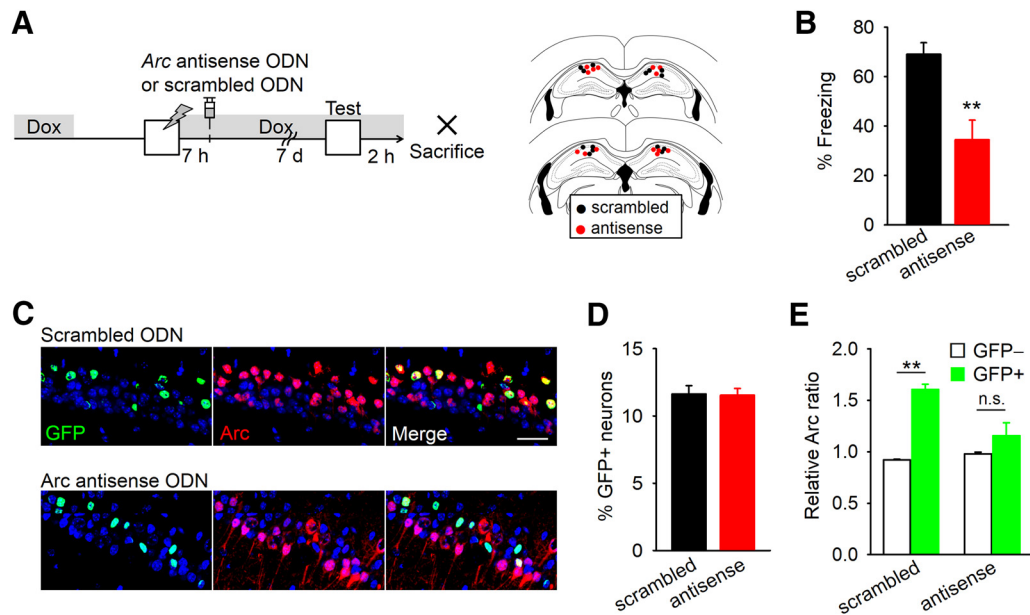 A
Arc antisense ODN
or scrambled ODN
Dox
Dox
Test
7 h
7 d
2 h
Sacrifice
scrambled
antisense
B
% Freezing
80
60
40
20
0
**
scrambled
antisense
C
Scrambled ODN
GFP
Arc
Merge
Arc antisense ODN
D
% GFP+ neurons
15
10
5
0
scrambled
antisense
E
Relative Arc ratio
2.0
1.5
1.0
0.5
0.0
GFP–
GFP+
**
n.s.
scrambled
antisense